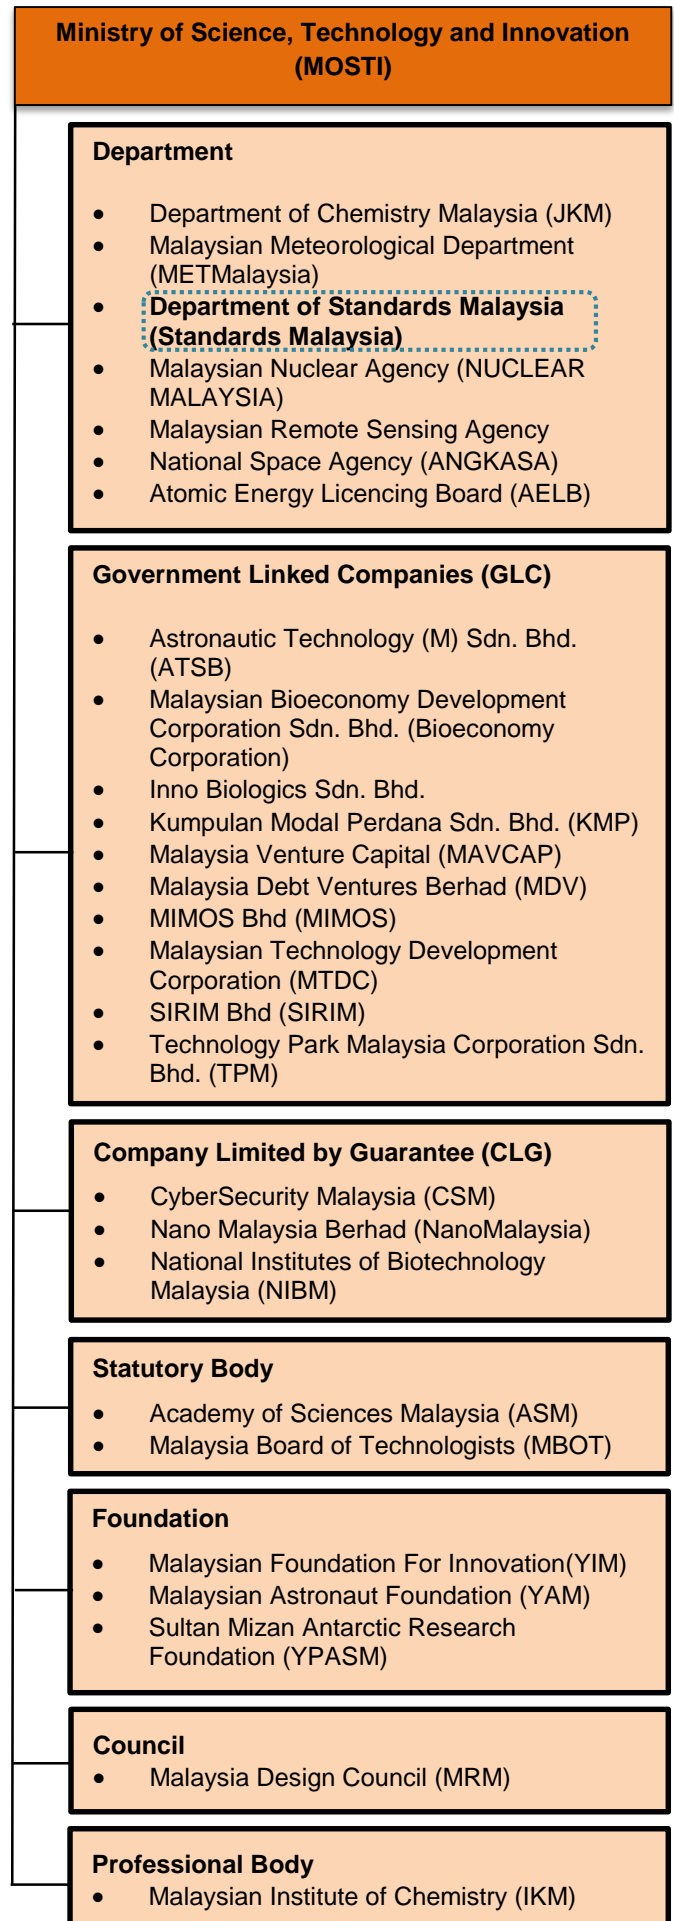 Ministry of Science, Technology and Innovation
(MOSTI)
Department
• Department of Chemistry Malaysia (JKM)
• Malaysian Meteorological Department
(METMalaysia)
• Department of Standards Malaysia
(Standards Malaysia)
• Malaysian Nuclear Agency (NUCLEAR
MALAYSIA)
• Malaysian Remote Sensing Agency
• National Space Agency (ANGKASA)
• Atomic Energy Licencing Board (AELB)
Government Linked Companies (GLC)
• Astronautic Technology (M) Sdn. Bhd.
(ATSB)
• Malaysian Bioeconomy Development
Corporation Sdn. Bhd. (Bioeconomy
Corporation)
• Inno Biologics Sdn. Bhd.
• Kumpulan Modal Perdana Sdn. Bhd. (KMP)
• Malaysia Venture Capital (MAVCAP)
• Malaysia Debt Ventures Berhad (MDV)
• MIMOS Bhd (MIMOS)
• Malaysian Technology Development
Corporation (MTDC)
• SIRIM Bhd (SIRIM)
• Technology Park Malaysia Corporation Sdn.
Bhd. (TPM)
Company Limited by Guarantee (CLG)
• CyberSecurity Malaysia (CSM)
• Nano Malaysia Berhad (NanoMalaysia)
• National Institutes of Biotechnology
Malaysia (NIBM)
Statutory Body
• Academy of Sciences Malaysia (ASM)
• Malaysia Board of Technologists (MBOT)
Foundation
• Malaysian Foundation For Innovation(YIM)
• Malaysian Astronaut Foundation (YAM)
• Sultan Mizan Antarctic Research
Foundation (YPASM)
Council
• Malaysia Design Council (MRM)
Professional Body
• Malaysian Institute of Chemistry (IKM)